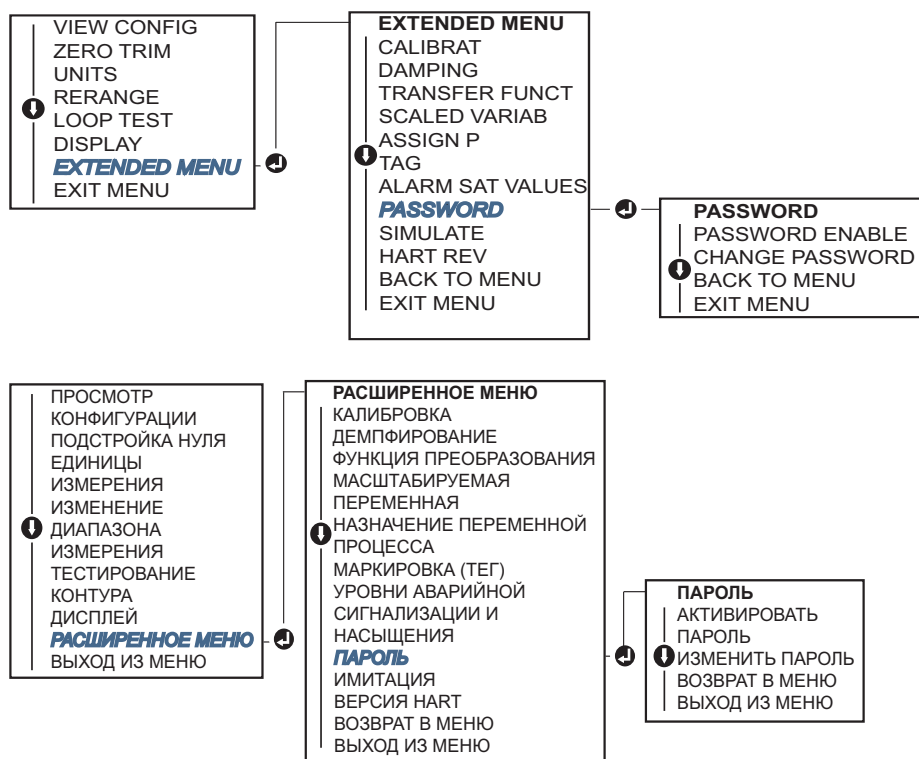 VIEW CONFIG
ZERO TRIM
UNITS
RERANGE
LOOP TEST
DISPLAY
EXTENDED MENU
EXIT MENU
EXTENDED MENU
CALIBRAT
DAMPING
TRANSFER FUNCT
SCALED VARIAB
ASSIGN P
TAG
ALARM SAT VALUES
PASSWORD
SIMULATE
HART REV
BACK TO MENU
EXIT MENU
PASSWORD
PASSWORD ENABLE
CHANGE PASSWORD
BACK TO MENU
EXIT MENU
ПРОСМОТР
КОНФИГУРАЦИИ
ПОДСТРОЙКА НУЛЯ
ЕДИНИЦЫ
ИЗМЕРЕНИЯ
ИЗМЕНЕНИЕ
ДИАПАЗОНА
ИЗМЕРЕНИЯ
ТЕСТИРОВАНИЕ
КОНТУРА
ДИСПЛЕЙ
РАСШИРЕННОЕ МЕНЮ
ВЫХОД ИЗ МЕНЮ
РАСШИРЕННОЕ МЕНЮ
КАЛИБРОВКА
ДЕМПФИРОВАНИЕ
ФУНКЦИЯ ПРЕОБРАЗОВАНИЯ
МАСШТАБИРУЕМАЯ
ПЕРЕМЕННАЯ
НАЗНАЧЕНИЕ ПЕРЕМЕННОЙ
ПРОЦЕССА
МАРКИРОВКА (ТЕГ)
УРОВНИ АВАРИЙНОЙ
СИГНАЛИЗАЦИИ И
НАСЫЩЕНИЯ
ПАРОЛЬ
ИМИТАЦИЯ
ВЕРСИЯ HART
ВОЗВРАТ В МЕНЮ
ВЫХОД ИЗ МЕНЮ
ПАРОЛЬ
АКТИВИРОВАТЬ
ПАРОЛЬ
ИЗМЕНИТЬ ПАРОЛЬ
ВОЗВРАТ В МЕНЮ
ВЫХОД ИЗ МЕНЮ